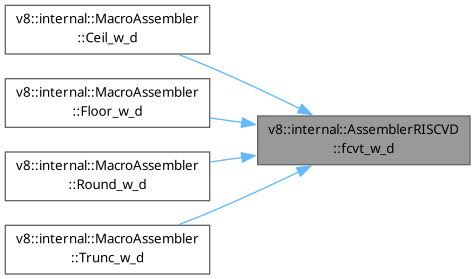 v8::internal::MacroAssembler
::Ceil_w_d
v8::internal::MacroAssembler
::Floor_w_d
v8::internal::AssemblerRISCVD
::fcvt_w_d
v8::internal::MacroAssembler
::Round_w_d
v8::internal::MacroAssembler
::Trunc_w_d